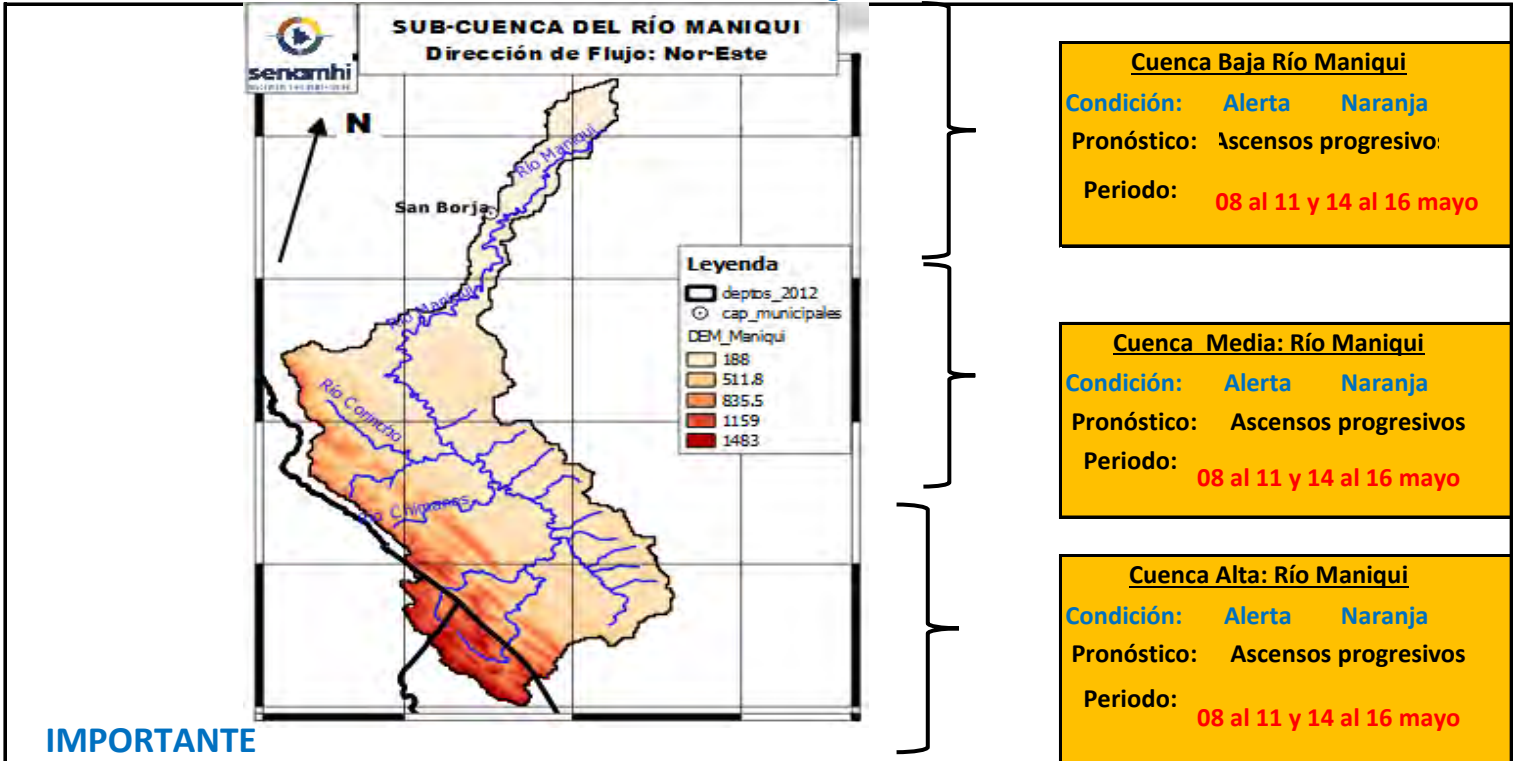 SUB-CUENCA DEL RÍO MANIQUI
Dirección de Flujo: Nor-Este
senamhi
N
Río Maniqui
San Borja
Río Maniqui
Río Corincho
Río Chimanes
Leyenda
deptos_2012
cap_municipales
DEM_Maniqui
188
511.8
835.5
1159
1483
Cuenca Baja Río Maniqui
Condición: Alerta Naranja
Pronóstico: Ascensos progresivos
Periodo: 08 al 11 y 14 al 16 mayo
Cuenca Media: Río Maniqui
Condición: Alerta Naranja
Pronóstico: Ascensos progresivos
Periodo: 08 al 11 y 14 al 16 mayo
Cuenca Alta: Río Maniqui
Condición: Alerta Naranja
Pronóstico: Ascensos progresivos
Periodo: 08 al 11 y 14 al 16 mayo
IMPORTANTE